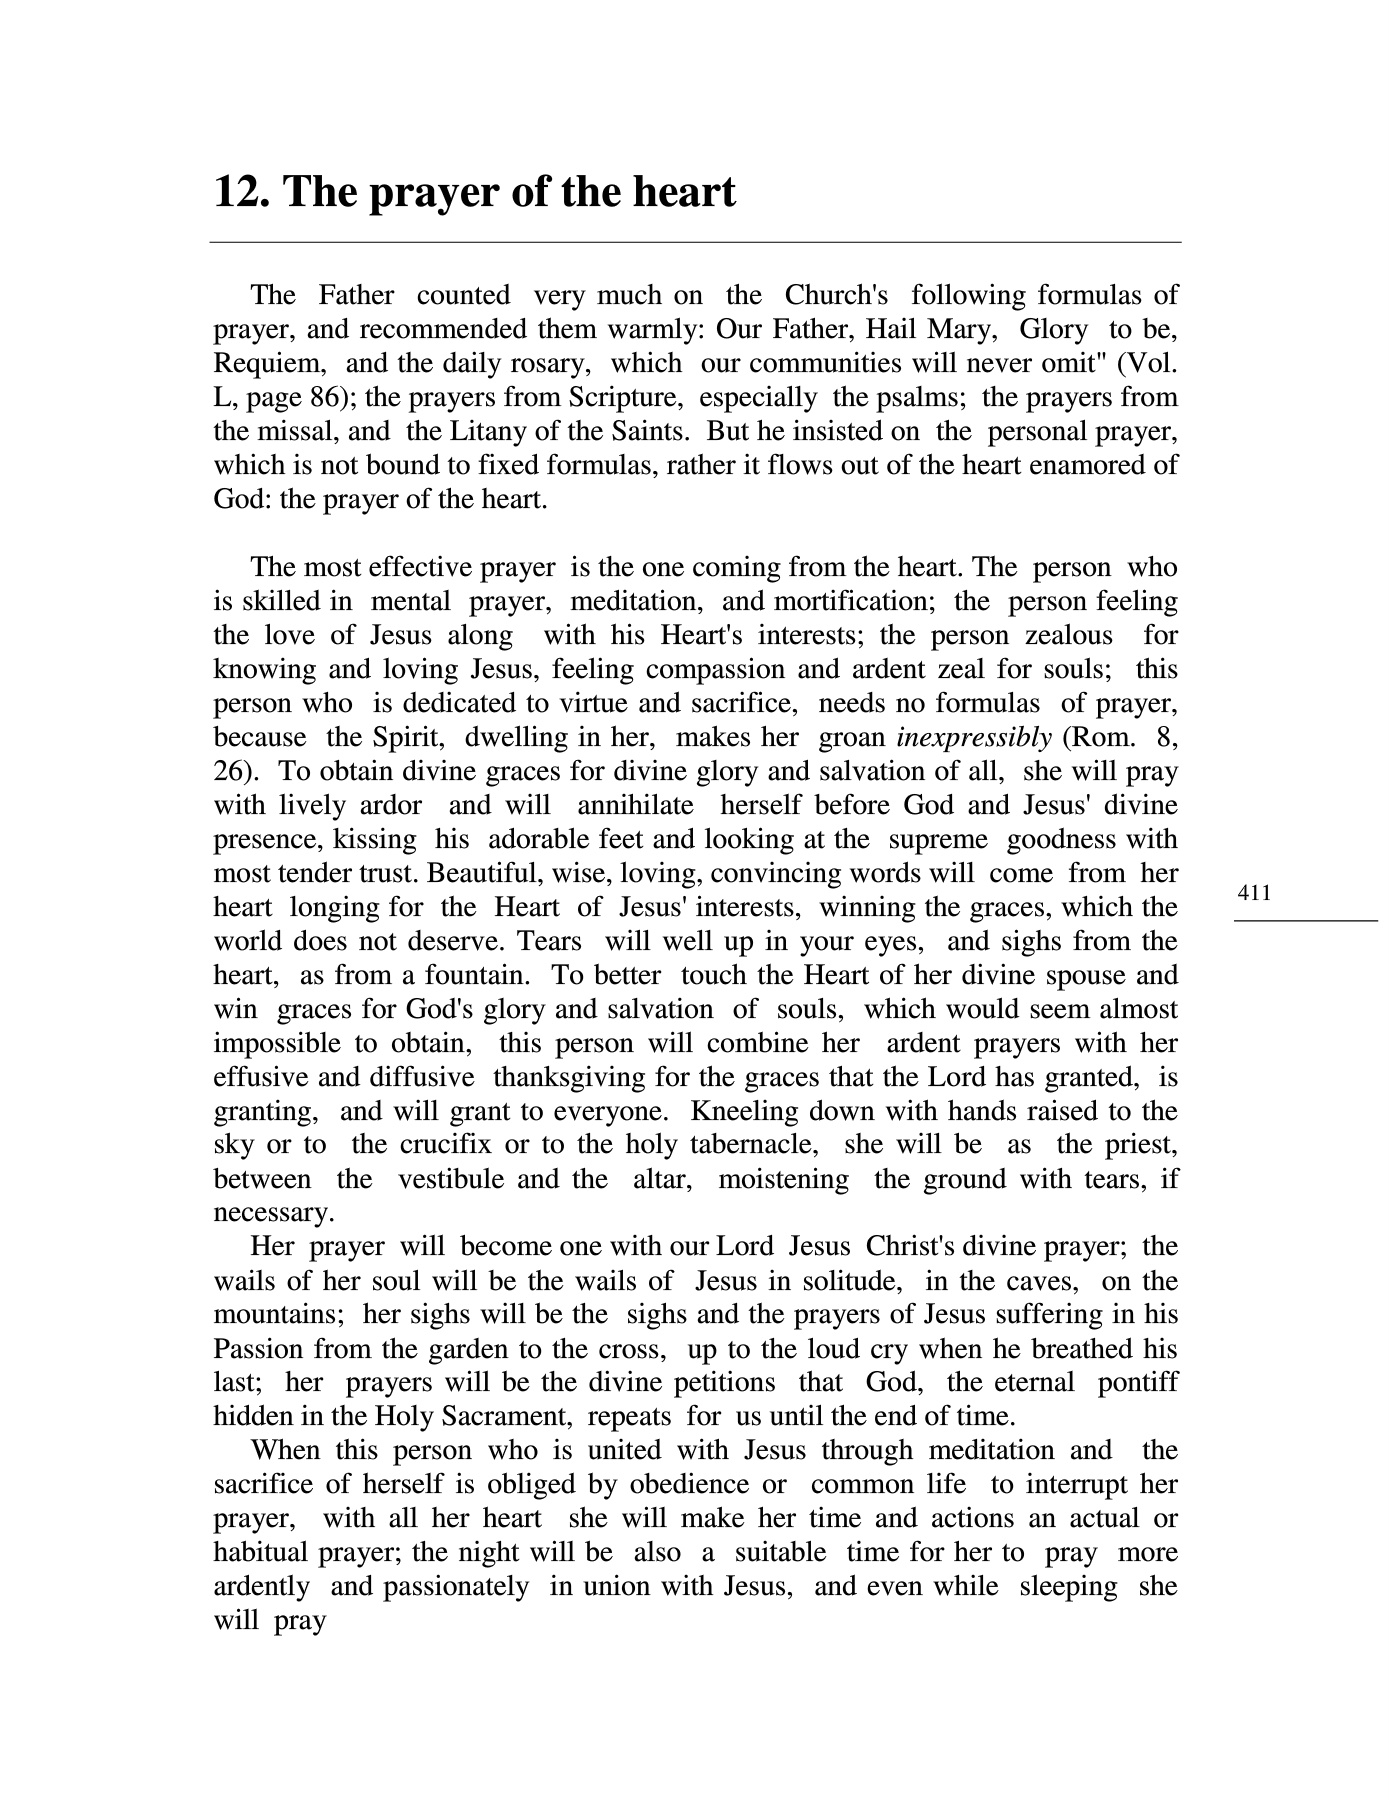 12. The prayer of the heart
The Father counted very much on the Church's following formulas of
prayer, and recommended them warmly: Our Father, Hail Mary, Glory to be,
Requiem, and the daily rosary, which our communities will never omit" (Vol.
L, page 86); the prayers from Scripture, especially the psalms; the prayers from
the missal, and the Litany of the Saints. But he insisted on the personal prayer,
which is not bound to fixed formulas, rather it flows out of the heart enamored of
God: the prayer of the heart.
The most effective prayer is the one coming from the heart. The person who
is skilled in mental prayer, meditation, and mortification; the person feeling
the love of Jesus along with his Heart's interests; the person zealous for
knowing and loving Jesus, feeling compassion and ardent zeal for souls; this
person who is dedicated to virtue and sacrifice, needs no formulas of prayer,
because the Spirit, dwelling in her, makes her groan inexpressibly (Rom. 8,
26). To obtain divine graces for divine glory and salvation of all, she will pray
with lively ardor and will annihilate herself before God and Jesus' divine
presence, kissing his adorable feet and looking at the supreme goodness with
most tender trust. Beautiful, wise, loving, convincing words will come from her
heart longing for the Heart of Jesus' interests, winning the graces, which the
world does not deserve. Tears will well up in your eyes, and sighs from the
heart, as from a fountain. To better touch the Heart of her divine spouse and
win graces for God's glory and salvation of souls, which would seem almost
impossible to obtain, this person will combine her ardent prayers with her
effusive and diffusive thanksgiving for the graces that the Lord has granted, is
granting, and will grant to everyone. Kneeling down with hands raised to the
sky or to the crucifix or to the holy tabernacle, she will be as the priest,
between the vestibule and the altar, moistening the ground with tears, if
necessary.
Her prayer will become one with our Lord Jesus Christ's divine prayer; the
wails of her soul will be the wails of Jesus in solitude, in the caves, on the
mountains; her sighs will be the sighs and the prayers of Jesus suffering in his
Passion from the garden to the cross, up to the loud cry when he breathed his
last; her prayers will be the divine petitions that God, the eternal pontiff
hidden in the Holy Sacrament, repeats for us until the end of time.
When this person who is united with Jesus through meditation and the
sacrifice of herself is obliged by obedience or common life to interrupt her
prayer, with all her heart she will make her time and actions an actual or
habitual prayer; the night will be also a suitable time for her to pray more
ardently and passionately in union with Jesus, and even while sleeping she
will pray
411